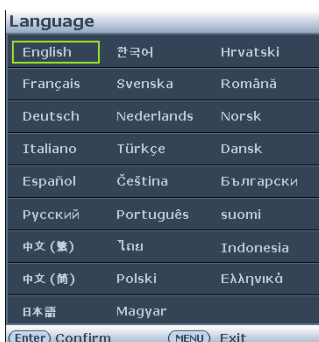 Language
English 한국어 Hrvatski
Français Svenska Română
Deutsch Nederlands Norsk
Italiano Türkçe Dansk
Español Čeština Български
Русский Português suomi
中文 (繁) ไทย Indonesia
中文 (简) Polski Ελληνικά
日本語 Magyar
Enter Confirm MENU Exit